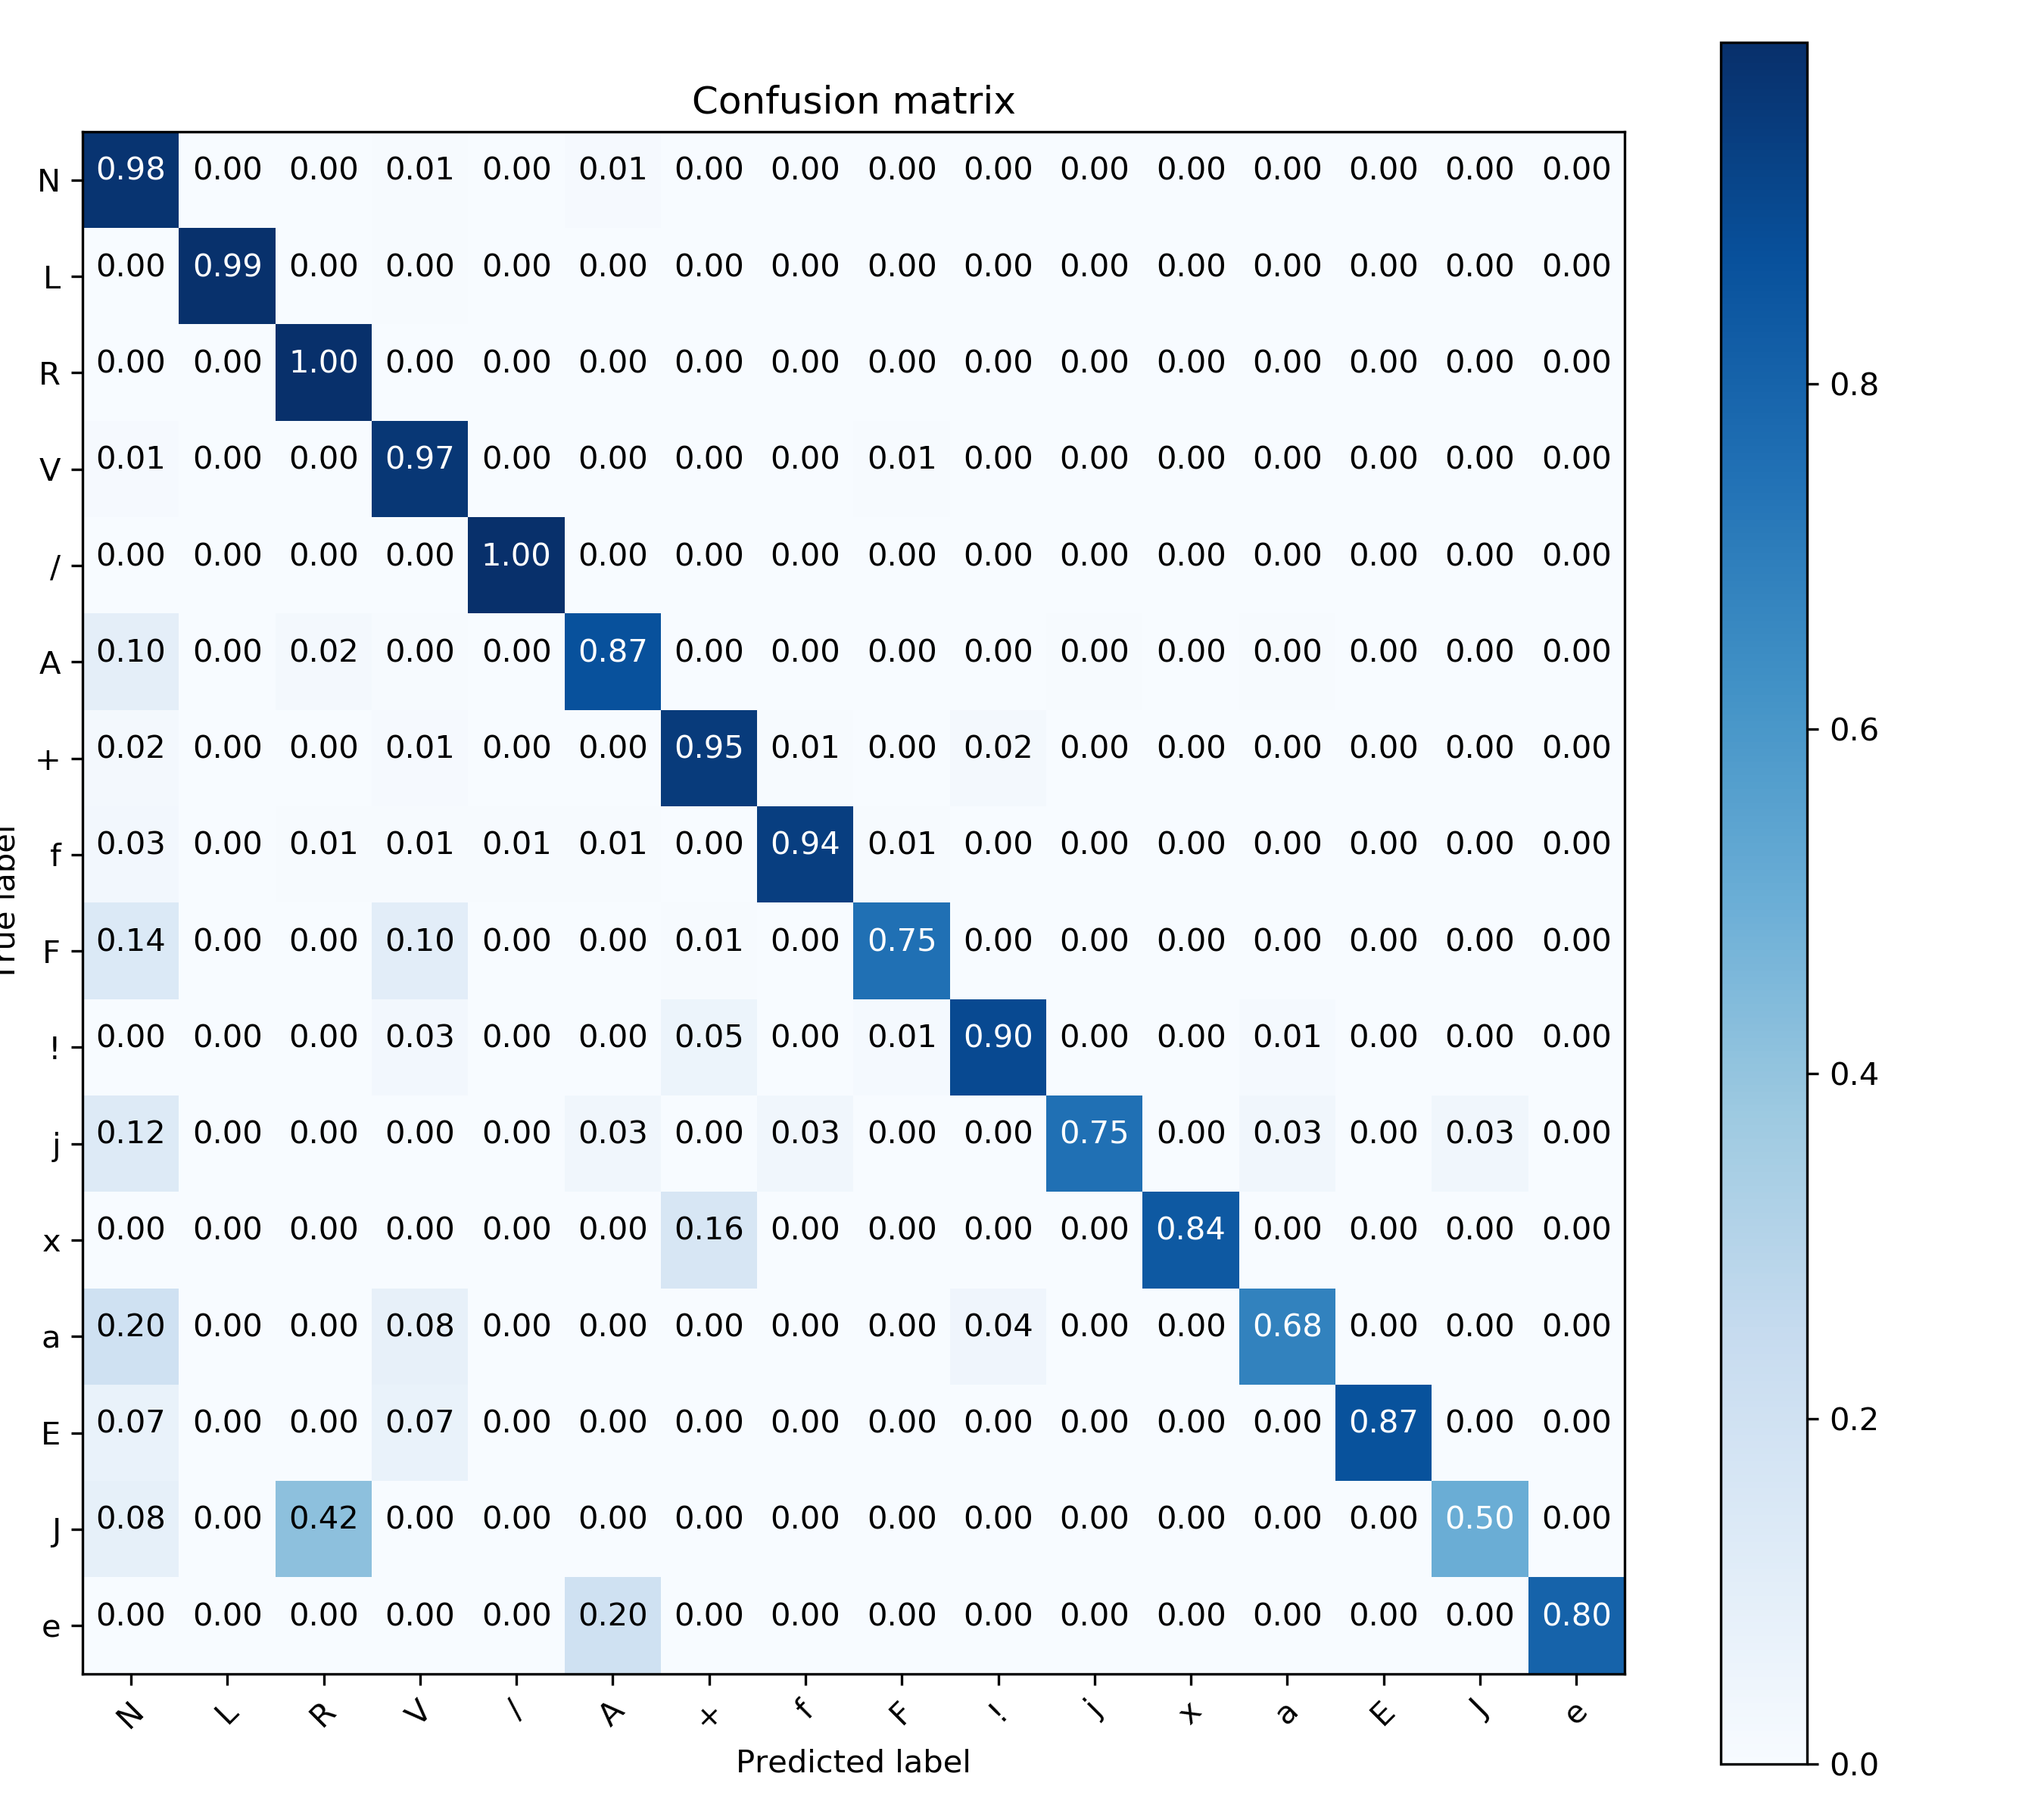 Confusion matrix
N 0.98 0.00 0.00 0.01 0.00 0.01 0.00 0.00 0.00 0.00 0.00 0.00 0.00 0.00 0.00 0.00
L 0.00 0.99 0.00 0.00 0.00 0.00 0.00 0.00 0.00 0.00 0.00 0.00 0.00 0.00 0.00 0.00
R 0.00 0.00 1.00 0.00 0.00 0.00 0.00 0.00 0.00 0.00 0.00 0.00 0.00 0.00 0.00 0.00
V 0.01 0.00 0.00 0.97 0.00 0.00 0.00 0.00 0.01 0.00 0.00 0.00 0.00 0.00 0.00 0.00
/ 0.00 0.00 0.00 0.00 1.00 0.00 0.00 0.00 0.00 0.00 0.00 0.00 0.00 0.00 0.00 0.00
A 0.10 0.00 0.02 0.00 0.00 0.87 0.00 0.00 0.00 0.00 0.00 0.00 0.00 0.00 0.00 0.00
+ 0.02 0.00 0.00 0.01 0.00 0.00 0.95 0.01 0.00 0.02 0.00 0.00 0.00 0.00 0.00 0.00
f 0.03 0.00 0.01 0.01 0.01 0.01 0.00 0.94 0.01 0.00 0.00 0.00 0.00 0.00 0.00 0.00
F 0.14 0.00 0.00 0.10 0.00 0.00 0.01 0.00 0.75 0.00 0.00 0.00 0.00 0.00 0.00 0.00
! 0.00 0.00 0.00 0.03 0.00 0.00 0.05 0.00 0.01 0.90 0.00 0.00 0.01 0.00 0.00 0.00
j 0.12 0.00 0.00 0.00 0.00 0.03 0.00 0.03 0.00 0.00 0.75 0.00 0.03 0.00 0.03 0.00
x 0.00 0.00 0.00 0.00 0.00 0.00 0.16 0.00 0.00 0.00 0.00 0.84 0.00 0.00 0.00 0.00
a 0.20 0.00 0.00 0.08 0.00 0.00 0.00 0.00 0.00 0.04 0.00 0.00 0.68 0.00 0.00 0.00
E 0.07 0.00 0.00 0.07 0.00 0.00 0.00 0.00 0.00 0.00 0.00 0.00 0.00 0.87 0.00 0.00
J 0.08 0.00 0.42 0.00 0.00 0.00 0.00 0.00 0.00 0.00 0.00 0.00 0.00 0.00 0.50 0.00
e 0.00 0.00 0.00 0.00 0.00 0.20 0.00 0.00 0.00 0.00 0.00 0.00 0.00 0.00 0.00 0.80
N L R V / A + f F ! j x a E J e
Predicted label
True label
0.8
0.6
0.4
0.2
0.0